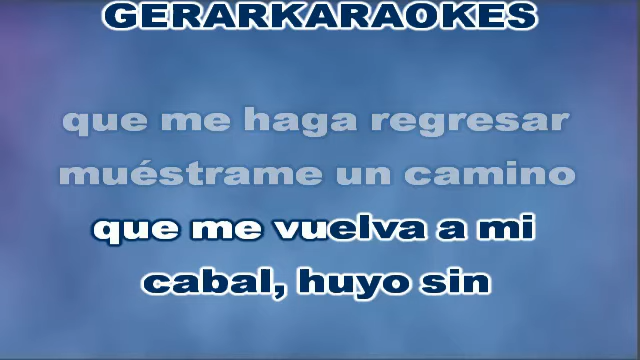 GERARKARAOKES
que me haga regresar
muéstrame un camino
que me vuelva a mi
cabal, huyo sin